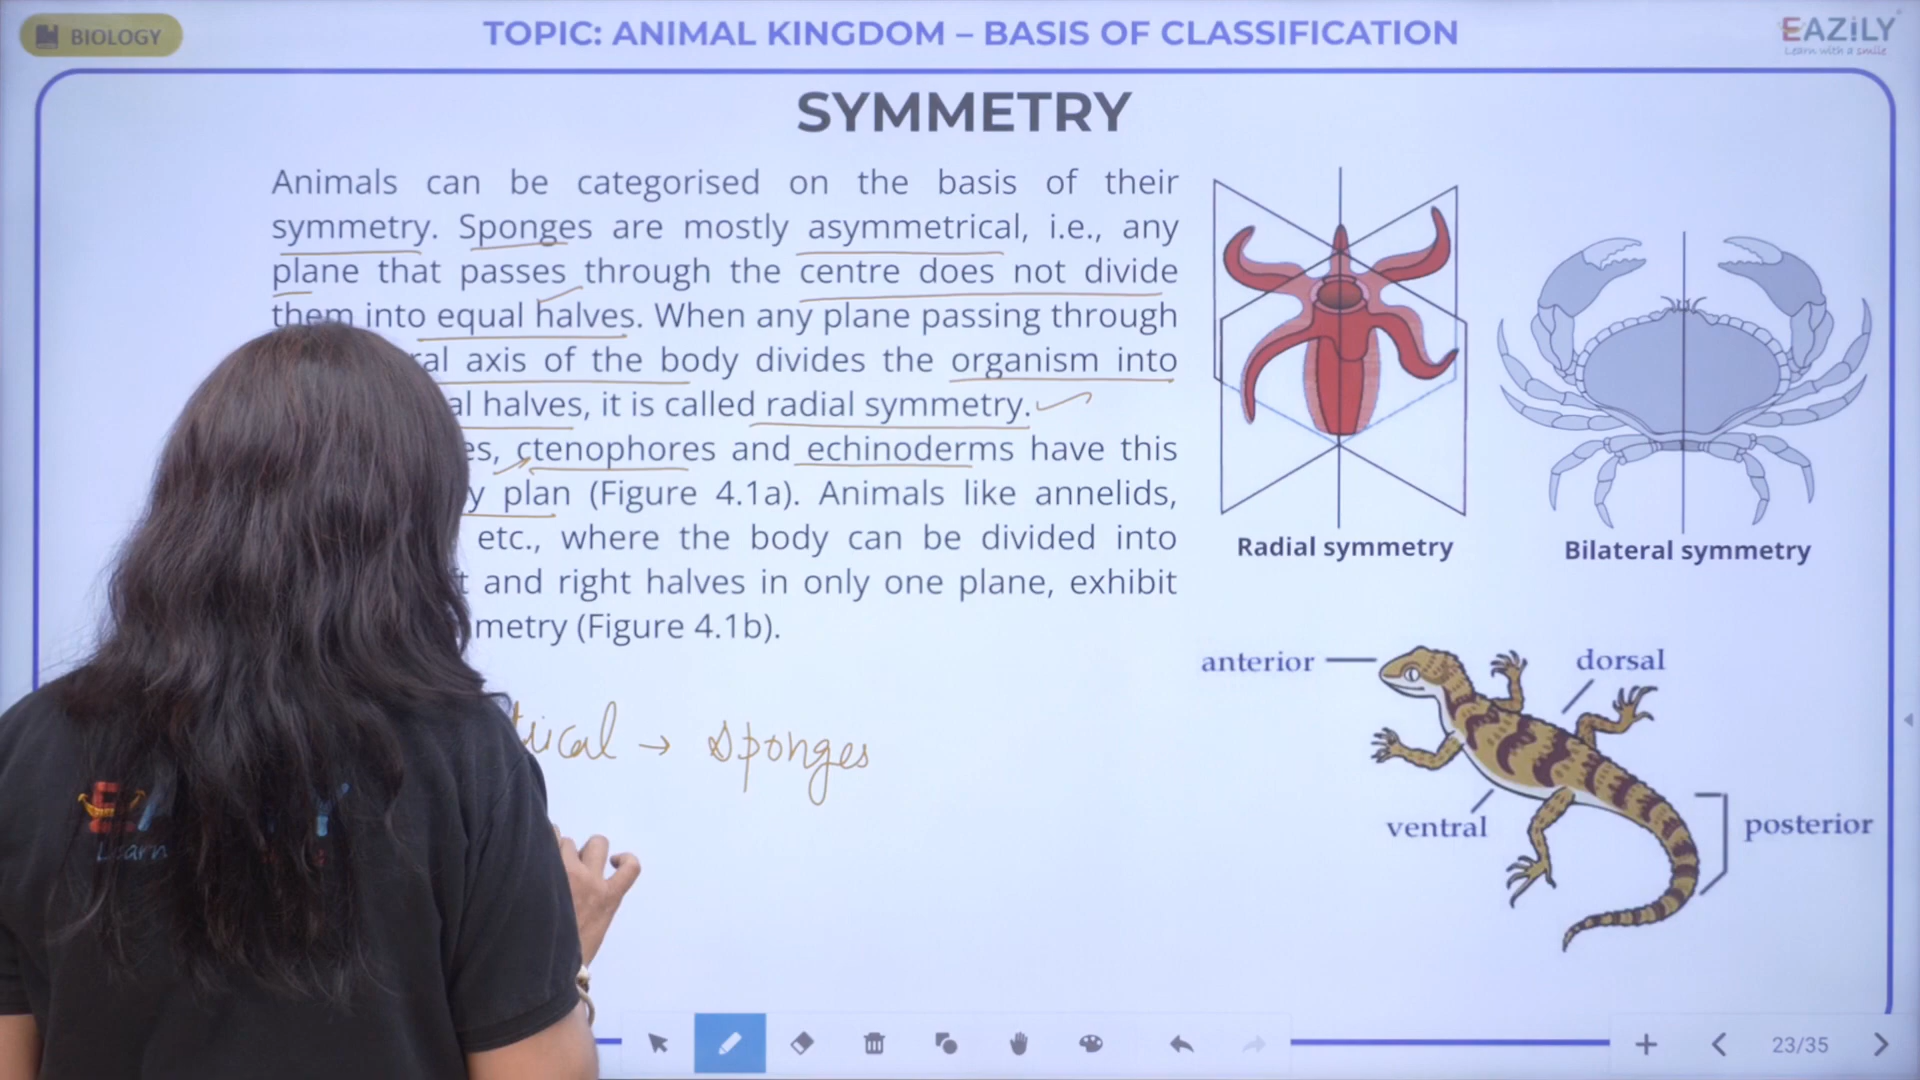 BIOLOGY
TOPIC: ANIMAL KINGDOM – BASIS OF CLASSIFICATION
EAZiLY
Learn with a smile
SYMMETRY
Animals can be categorised on the basis of their
symmetry. Sponges are mostly asymmetrical, i.e., any
plane that passes through the centre does not divide
them into equal halves. When any plane passing through
axis of the body divides the organism into
halves, it is called radial symmetry.
ctenophores and echinoderms have this
plan (Figure 4.1a). Animals like annelids,
etc., where the body can be divided into
and right halves in only one plane, exhibit
(Figure 4.1b).
→ sponges
Radial symmetry
Bilateral symmetry
anterior
dorsal
ventral
posterior
Learn
23/35